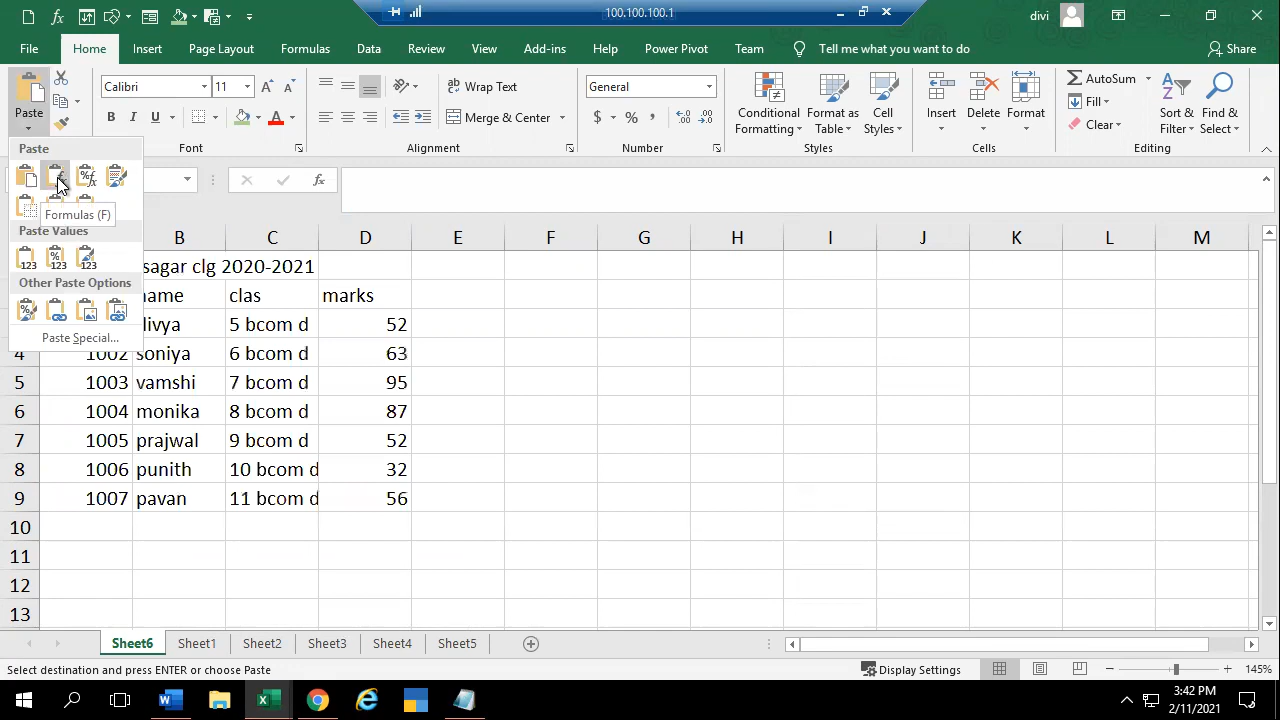 100.100.100.1
divi
File Home Insert Page Layout Formulas Data Review View Add-ins Help Power Pivot Team Tell me what you want to do Share
Paste
Calibri 11
B I U
Font
Wrap Text
Merge & Center
Alignment
General
$ % ,
Number
Conditional Formatting
Format as Table
Cell Styles
Styles
Insert Delete Format
Cells
AutoSum
Fill
Clear
Sort & Filter
Find & Select
Editing
Paste
Formulas (F)
Paste Values
Other Paste Options
Paste Special...
B C D E F G H I J K L M
sagar clg 2020-2021
name clas marks
5 bcom d 52
4 1002 soniya 6 bcom d 63
5 1003 vamshi 7 bcom d 95
6 1004 monika 8 bcom d 87
7 1005 prajwal 9 bcom d 52
8 1006 punith 10 bcom d 32
9 1007 pavan 11 bcom d 56
10
11
12
13
Sheet6 Sheet1 Sheet2 Sheet3 Sheet4 Sheet5
Select destination and press ENTER or choose Paste
Display Settings
145%
3:42 PM
2/11/2021